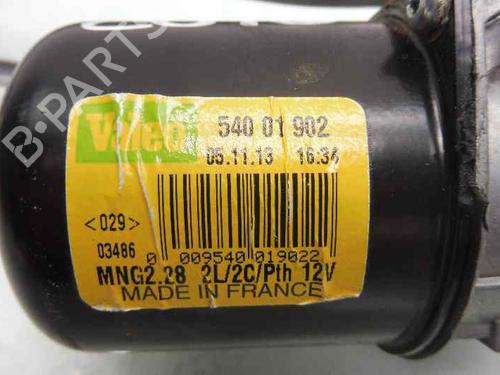 Valeo
540 01 902
05.11.13 16:34
<029>
03486
0 009540 019022
MNG2.28 2L/2C/Pth 12V
MADE IN FRANCE